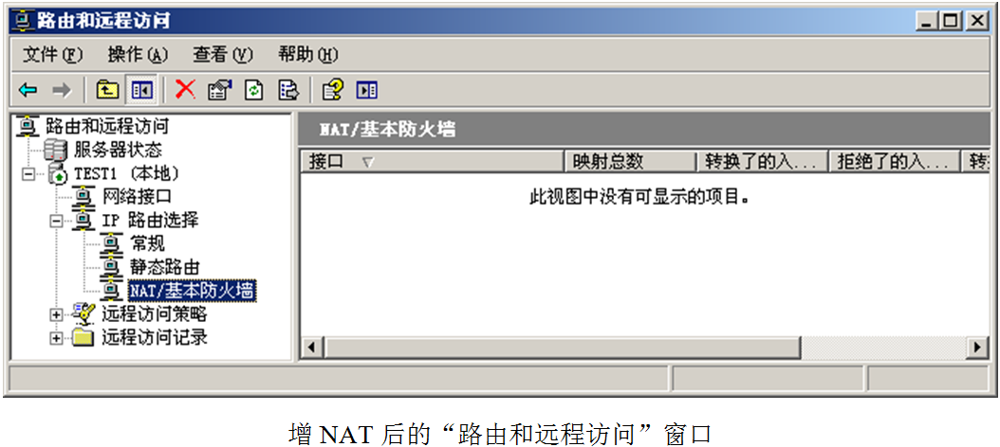 路由和远程访问
文件(F) 操作(A) 查看(V) 帮助(H)
路由和远程访问
服务器状态
TEST1 (本地)
网络接口
IP 路由选择
常规
静态路由
NAT/基本防火墙
远程访问策略
远程访问记录
NAT/基本防火墙
接口 映射总数 转换了的入... 拒绝了的入... 转
此视图中没有可显示的项目。
增 NAT 后的“路由和远程访问”窗口